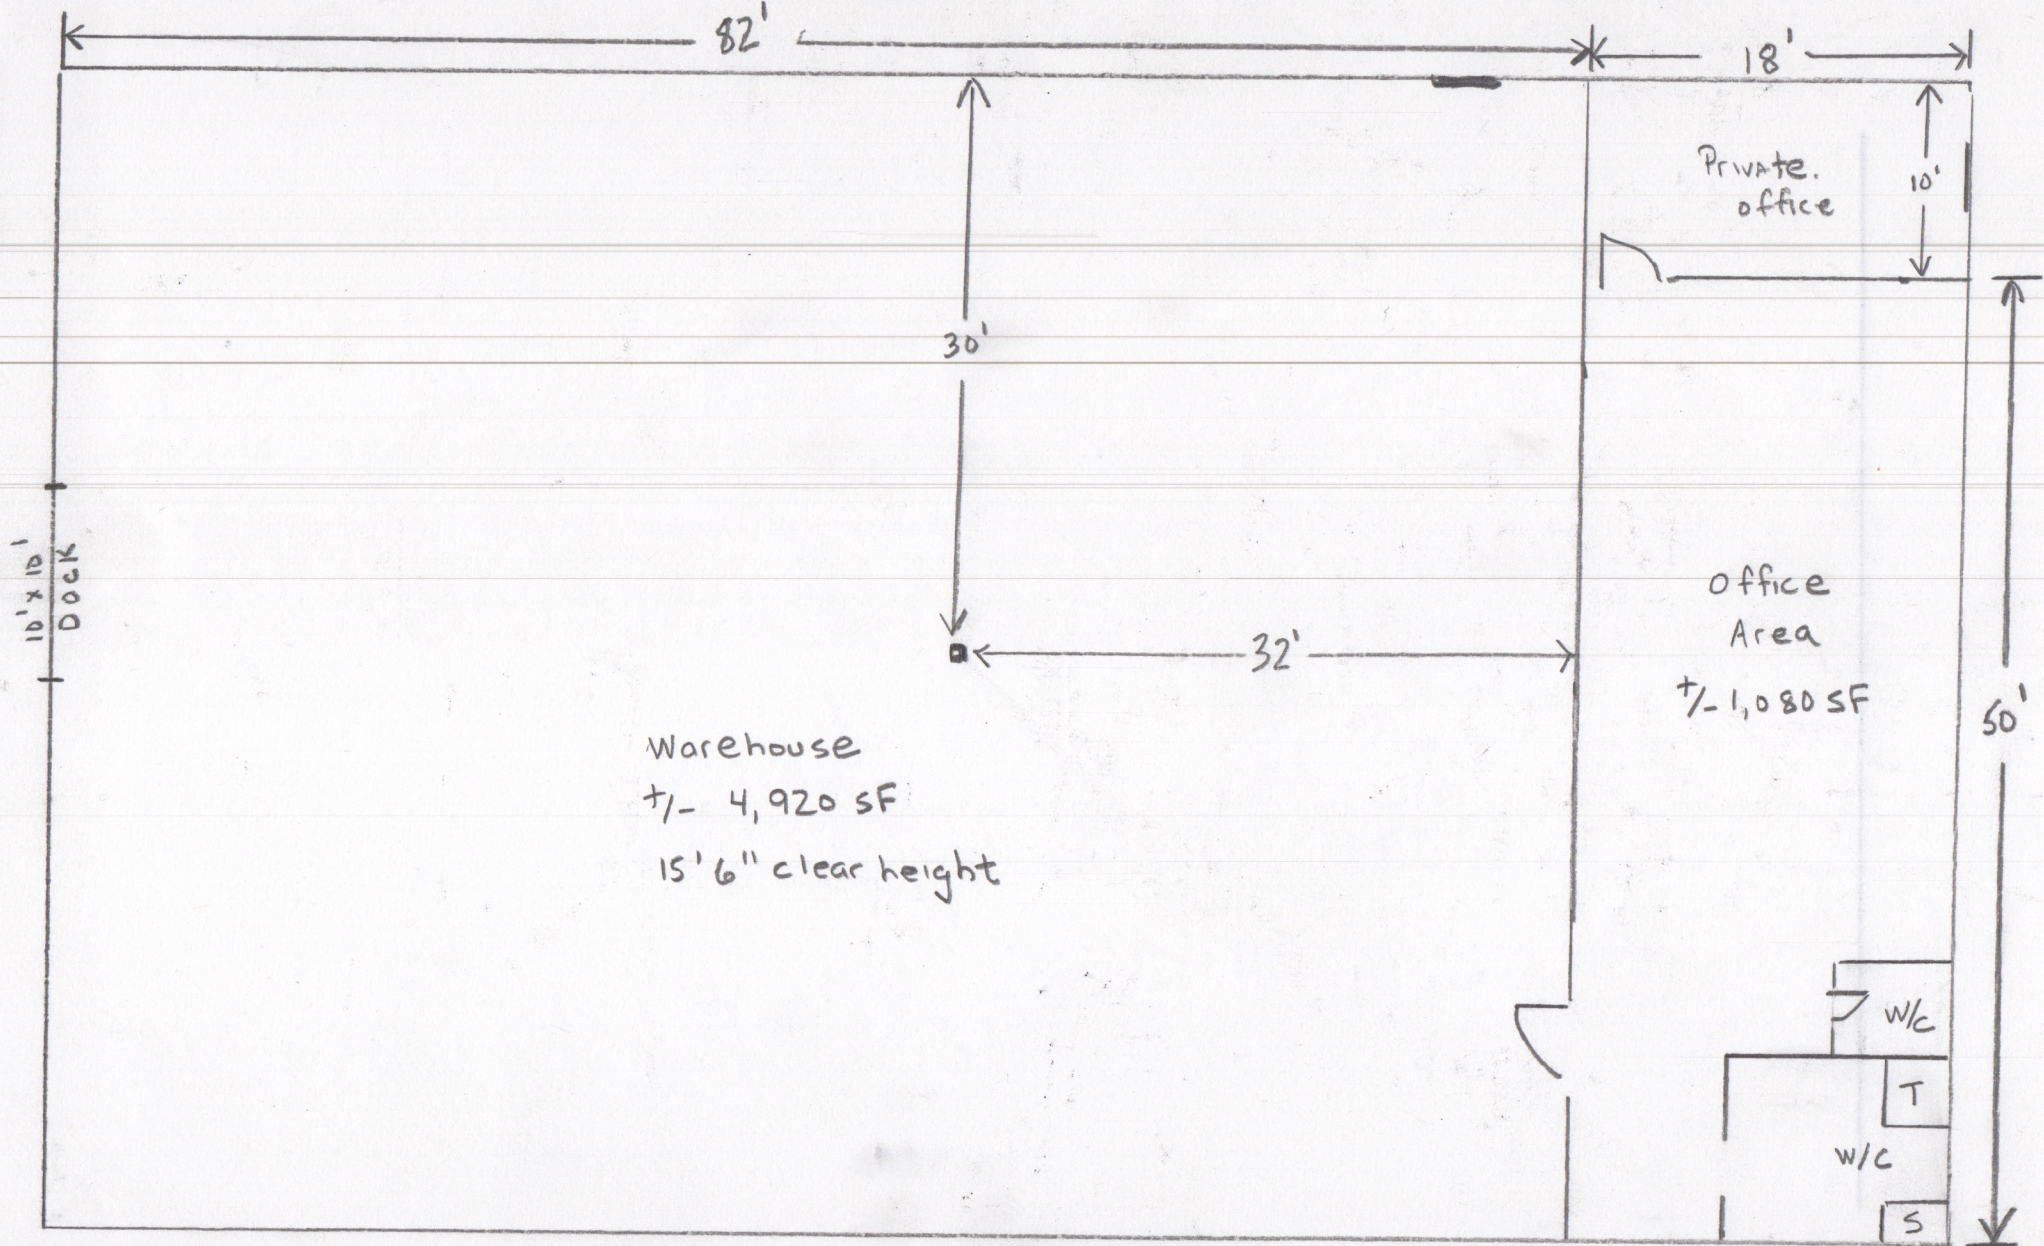 82'
18'
Private.
office
10'
30'
10' x 10'
DOCK
32'
Office
Area
+/- 1,080 SF
50'
Warehouse
+/- 4,920 SF
15' 6" clear height
W/C
T
W/C
S